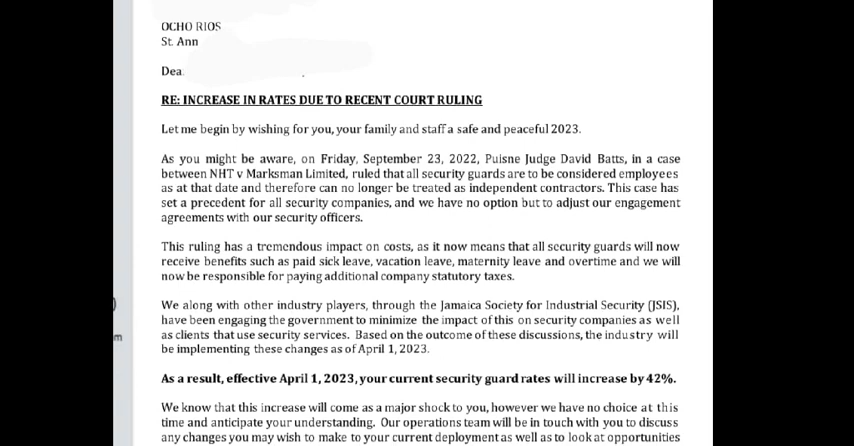 OCHO RIOS
St. Ann
Dea
RE: INCREASE IN RATES DUE TO RECENT COURT RULING
Let me begin by wishing for you, your family and staff a safe and peaceful 2023.
As you might be aware, on Friday, September 23, 2022, Puisne Judge David Batts, in a case
between NHT v Marksman Limited, ruled that all security guards are to be considered employees
as at that date and therefore can no longer be treated as independent contractors. This case has
set a precedent for all security companies, and we have no option but to adjust our engagement
agreements with our security officers.
This ruling has a tremendous impact on costs, as it now means that all security guards will now
receive benefits such as paid sick leave, vacation leave, maternity leave and overtime and we will
now be responsible for paying additional company statutory taxes.
We along with other industry players, through the Jamaica Society for Industrial Security (JSIS),
have been engaging the government to minimize the impact of this on security companies as well
as clients that use security services. Based on the outcome of these discussions, the industry will
be implementing these changes as of April 1, 2023.
As a result, effective April 1, 2023, your current security guard rates will increase by 42%.
We know that this increase will come as a major shock to you, however we have no choice at this
time and anticipate your understanding. Our operations team will be in touch with you to discuss
any changes you may wish to make to your current deployment as well as to look at opportunities
)
m